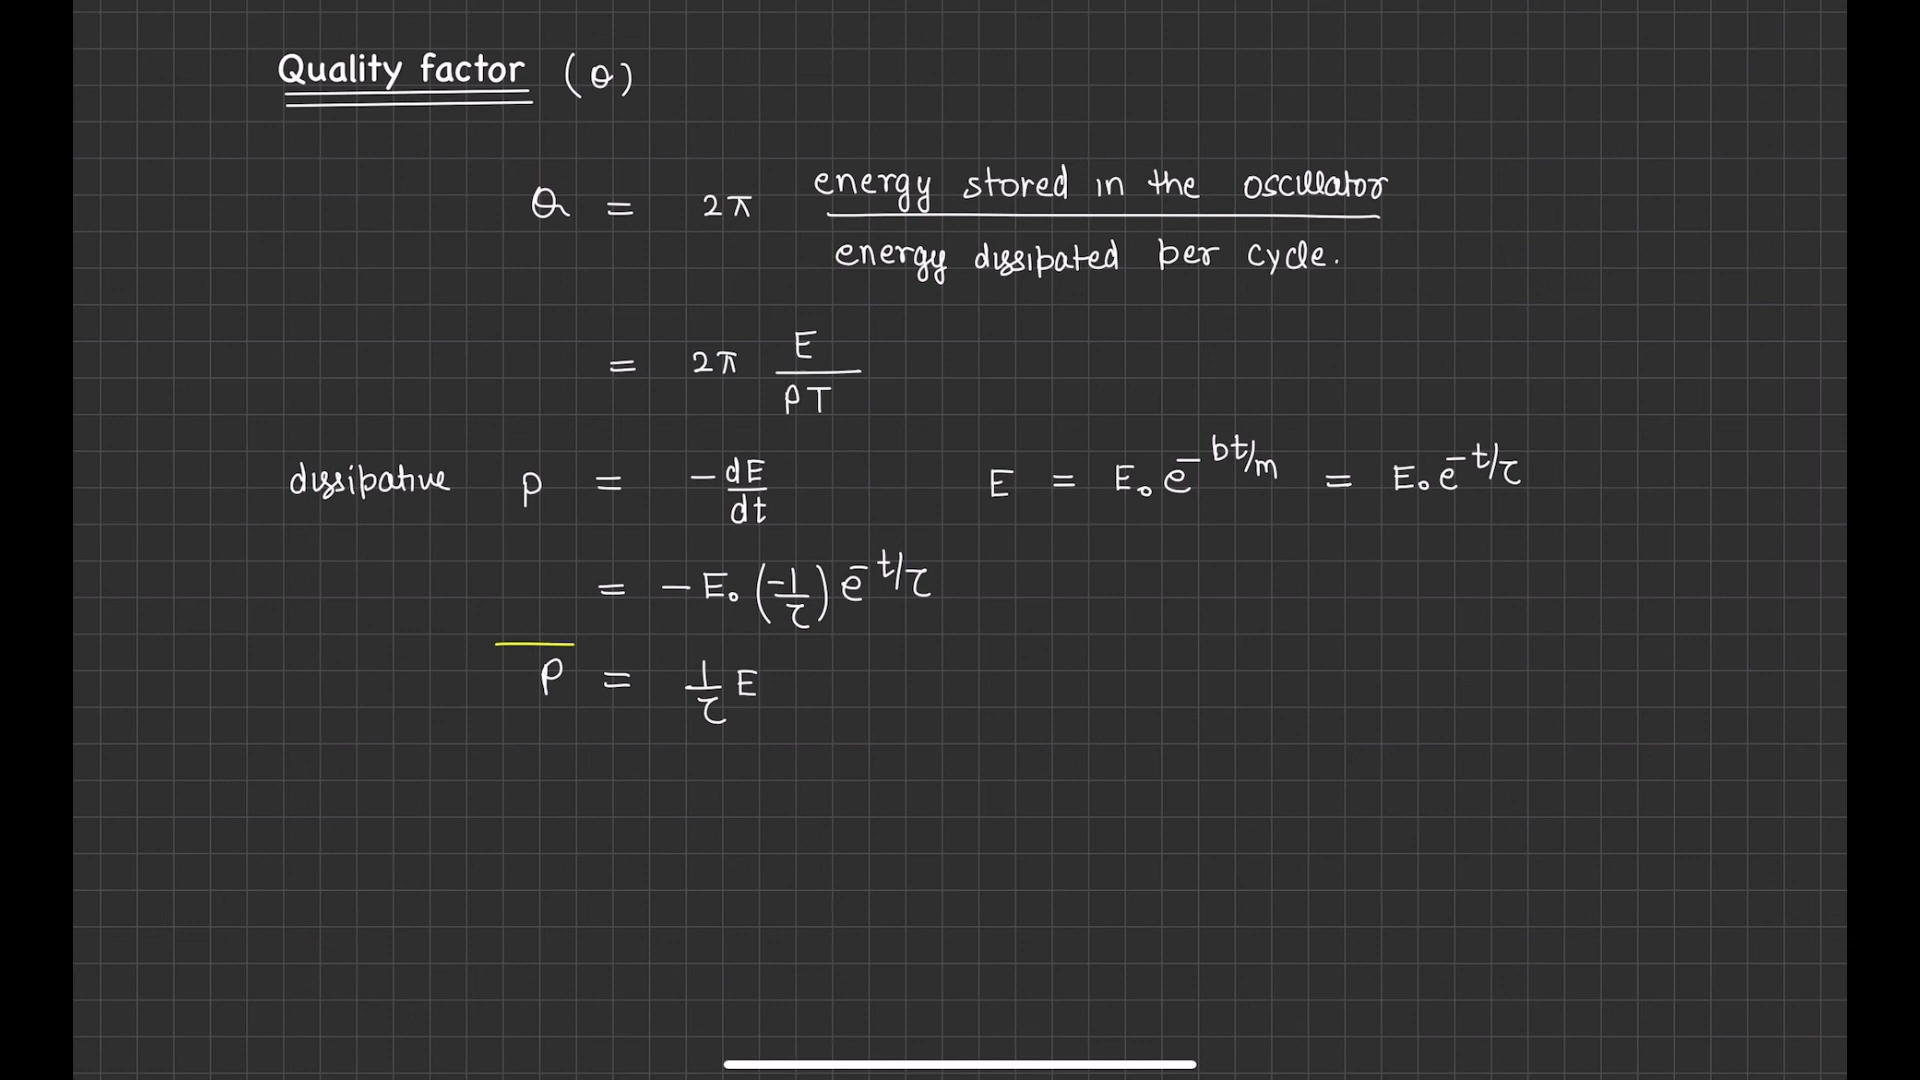 Quality factor (Q)
Q = 2π energy stored in the oscillator / energy dissipated per cycle.
= 2π E / PT
dissipative P = -dE/dt E = E₀e^-bt/m = E₀e^-t/τ
= -E₀(-1/τ)e^-t/τ
P = 1/τ E